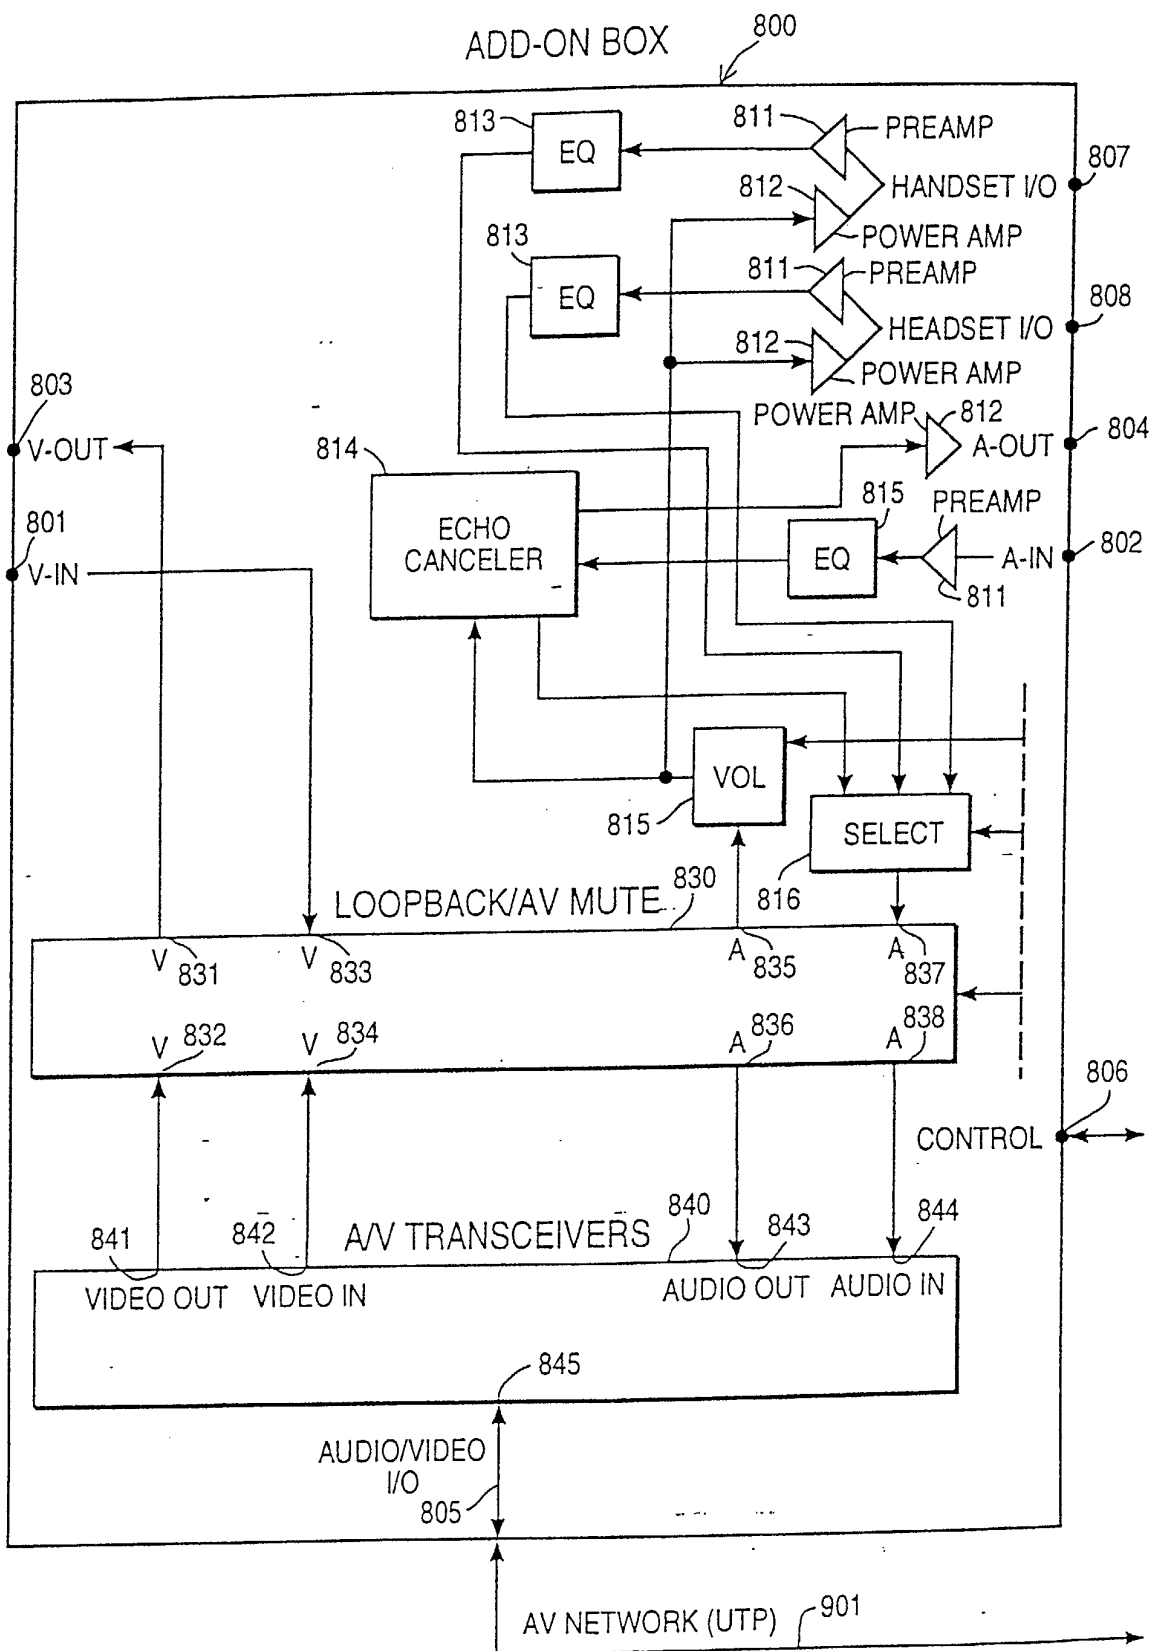 ADD-ON BOX
800
813
EQ
811
PREAMP
807
HANDSET I/O
812
POWER AMP
813
EQ
811
PREAMP
808
HEADSET I/O
812
POWER AMP
803
V-OUT
POWER AMP
812
A-OUT
804
814
ECHO
CANCELER
801
V-IN
815
EQ
PREAMP
A-IN
802
811
VOL
815
SELECT
816
LOOPBACK/AV MUTE
830
V
831
V
833
A
835
A
837
V
832
V
834
A
836
A
838
806
CONTROL
841
842
A/V TRANSCEIVERS
840
843
844
VIDEO OUT
VIDEO IN
AUDIO OUT
AUDIO IN
845
AUDIO/VIDEO
I/O
805
AV NETWORK (UTP)
901